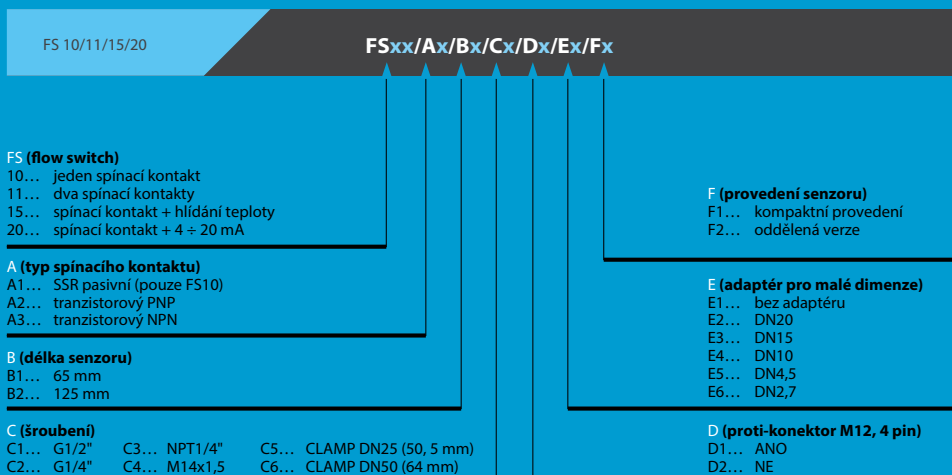 FS 10/11/15/20
FSxx/Ax/Bx/Cx/Dx/Ex/Fx
FS (flow switch)
10… jeden spínací kontakt
11… dva spínací kontakty
15… spínací kontakt + hlídání teploty
20… spínací kontakt + 4 ÷ 20 mA
A (typ spínacího kontaktu)
A1… SSR pasivní (pouze FS10)
A2… tranzistorový PNP
A3… tranzistorový NPN
B (délka senzoru)
B1… 65 mm
B2… 125 mm
C (šroubení)
C1… G1/2" C3… NPT1/4" C5… CLAMP DN25 (50, 5 mm)
C2… G1/4" C4… M14x1,5 C6… CLAMP DN50 (64 mm)
F (provedení senzoru)
F1… kompaktní provedení
F2… oddělená verze
E (adaptér pro malé dimenze)
E1… bez adaptéru
E2… DN20
E3… DN15
E4… DN10
E5… DN4,5
E6… DN2,7
D (proti-konektor M12, 4 pin)
D1… ANO
D2… NE